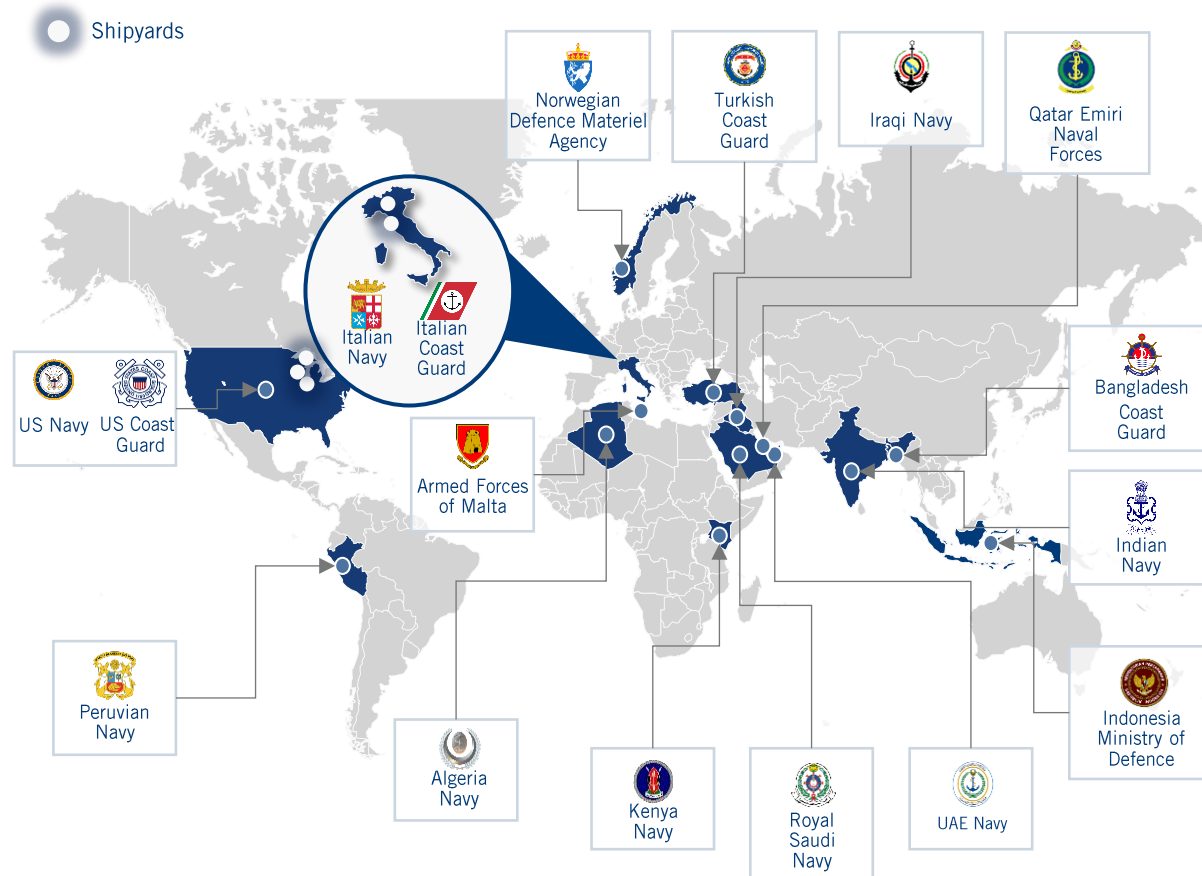 Shipyards
Norwegian
Defence Materiel
Agency
Turkish
Coast
Guard
Iraqi Navy
Qatar Emiri
Naval
Forces
Italian
Navy
Italian
Coast
Guard
US Navy
US Coast
Guard
Armed Forces
of Malta
Bangladesh
Coast
Guard
Indian
Navy
Peruvian
Navy
Algeria
Navy
Kenya
Navy
Royal
Saudi
Navy
UAE Navy
Indonesia
Ministry of
Defence